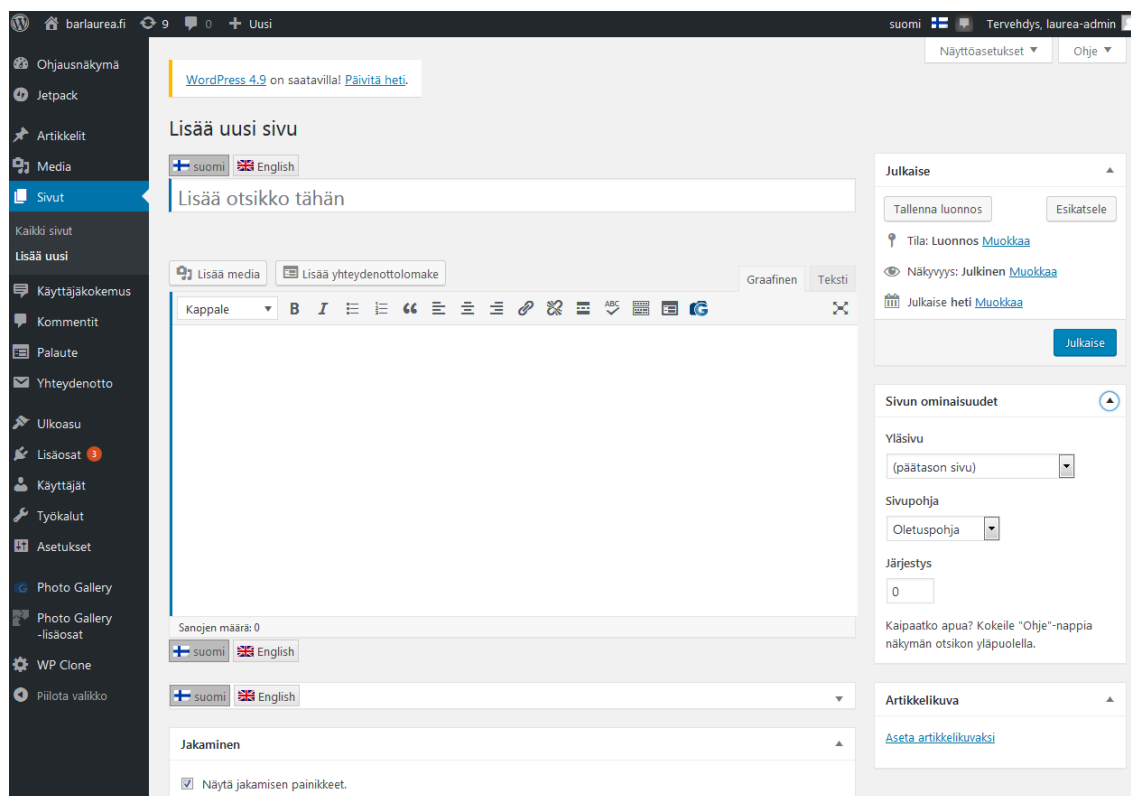 barlaurea.fi 9 0 Uusi suomi Tervehdys, laurea-admin
Näyttöasetukset Ohje
Ohjausnäkymä
Jetpack
Artikkelit
Media
Sivut
Kaikki sivut
Lisää uusi
Käyttäjäkokemus
Kommentit
Palaute
Yhteydenotto
Ulkoasu
Lisäosat 3
Käyttäjät
Työkalut
Asetukset
Photo Gallery
Photo Gallery
-lisäosat
WP Clone
Piilota valikko
WordPress 4.9 on saatavilla! Päivitä heti.
Lisää uusi sivu
suomi English
Lisää otsikko tähän
Lisää media Lisää yhteydenottolomake Graafinen Teksti
Kappale B I ABC
Sanojen määrä: 0
suomi English
suomi English
Jakaminen
Näytä jakamisen painikkeet.
Julkaise
Tallenna luonnos Esikatsele
Tila: Luonnos Muokkaa
Näkyvyys: Julkinen Muokkaa
Julkaise heti Muokkaa
Julkaise
Sivun ominaisuudet
Yläsivu
(päätason sivu)
Sivupohja
Oletuspohja
Järjestys
0
Kaipaatko apua? Kokeile "Ohje"-nappia
näkymän otsikon yläpuolella.
Artikkelikuva
Aseta artikkelikuvaksi